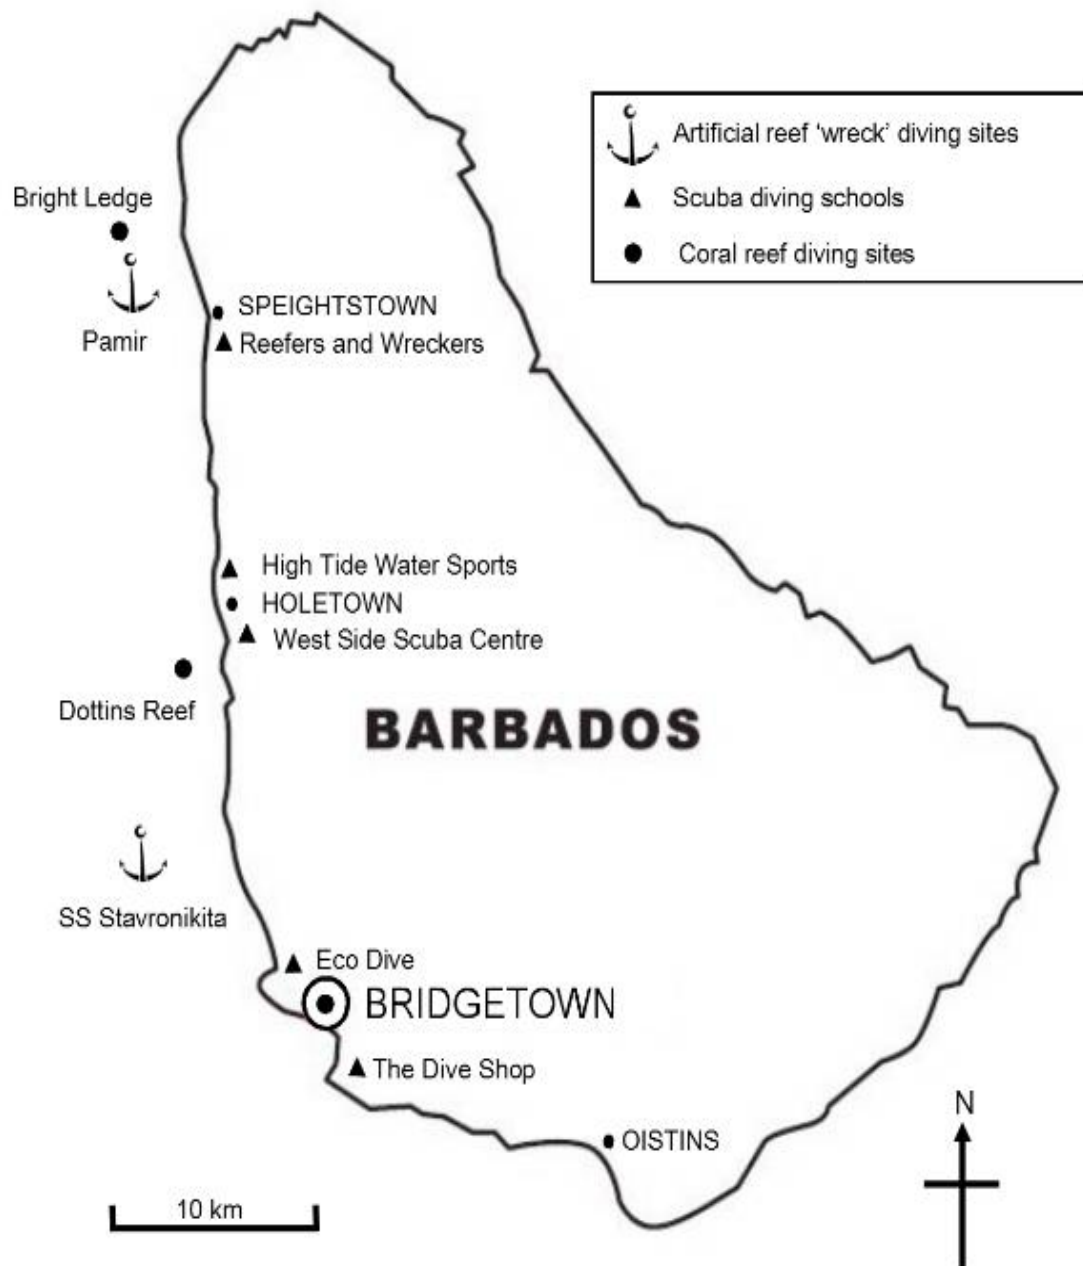 Artificial reef ‘wreck’ diving sites
Scuba diving schools
Coral reef diving sites
Bright Ledge
Pamir
SPEIGHTSTOWN
Reefers and Wreckers
High Tide Water Sports
HOLETOWN
West Side Scuba Centre
Dottins Reef
BARBADOS
SS Stavronikita
Eco Dive
BRIDGETOWN
The Dive Shop
OISTINS
N
10 km